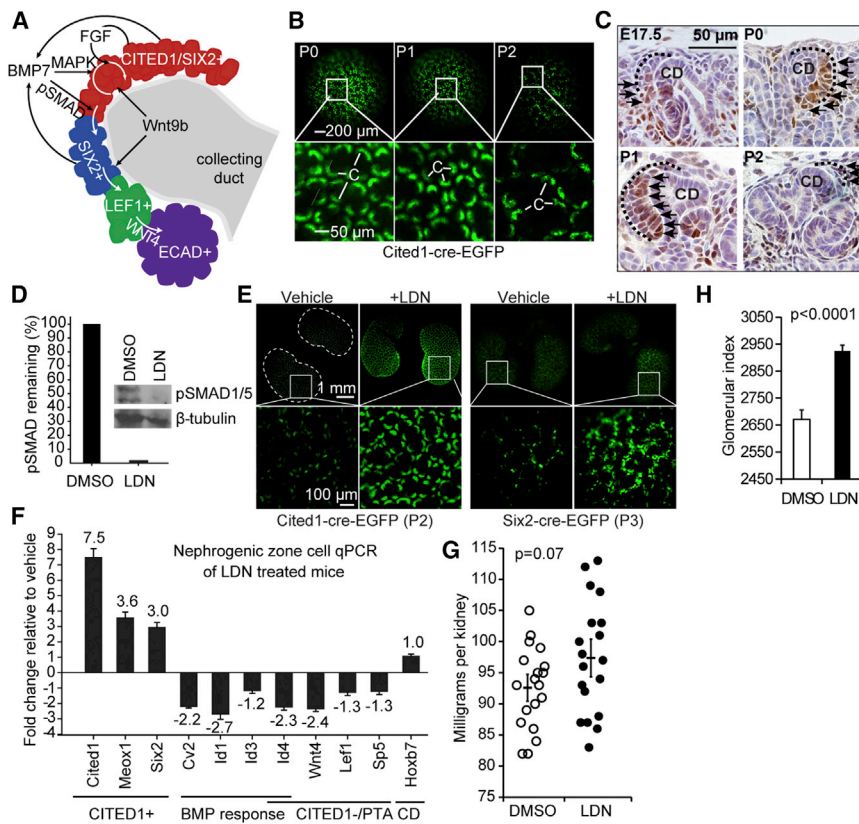 A
FGF
MAPK
CITED1/SIX2+
BMP7
pSMAD
Wnt9b
SIX2+
collecting
duct
LEF1+
WNT4
ECAD+
B
P0
P1
P2
200 µm
C
C
C
50 µm
Cited1-cre-EGFP
C
E17.5
50 µm
P0
CD
CD
P1
P2
CD
CD
D
pSMAD remaining (%)
100
90
80
70
60
50
40
30
20
10
0
DMSO
LDN
DMSO
LDN
pSMAD1/5
β-tubulin
E
Vehicle
+LDN
Vehicle
+LDN
1 mm
100 µm
Cited1-cre-EGFP (P2)
Six2-cre-EGFP (P3)
H
p<0.0001
Glomerular index
3050
2950
2850
2750
2650
2550
2450
DMSO
LDN
F
Nephrogenic zone cell qPCR
of LDN treated mice
Fold change relative to vehicle
9
8
7
6
5
4
3
2
1
0
-1
-2
-3
-4
7.5
3.6
3.0
-2.2
-2.7
-1.2
-2.3
-2.4
-1.3
-1.3
1.0
Cited1
Meox1
Six2
Cv2
Id1
Id3
Id4
Wnt4
Lef1
Sp5
Hoxb7
CITED1+
BMP response
CITED1-/PTA
CD
G
p=0.07
Milligrams per kidney
115
110
105
100
95
90
85
80
75
DMSO
LDN